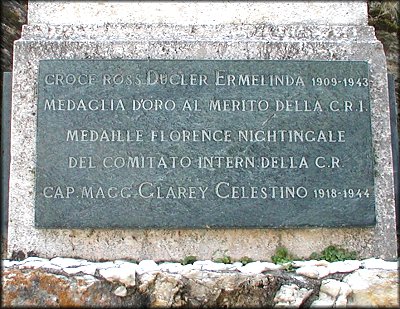 CROCE ROSS. DUCLER ERMELINDA 1909-1943
MEDAGLIA D'ORO AL MERITO DELLA C.R.I.
MEDAILLE FLORENCE NIGHTINGALE
DEL COMITATO INTERN DELLA C.R
CAP. MAGG. GLAREY CELESTINO 1918-1944